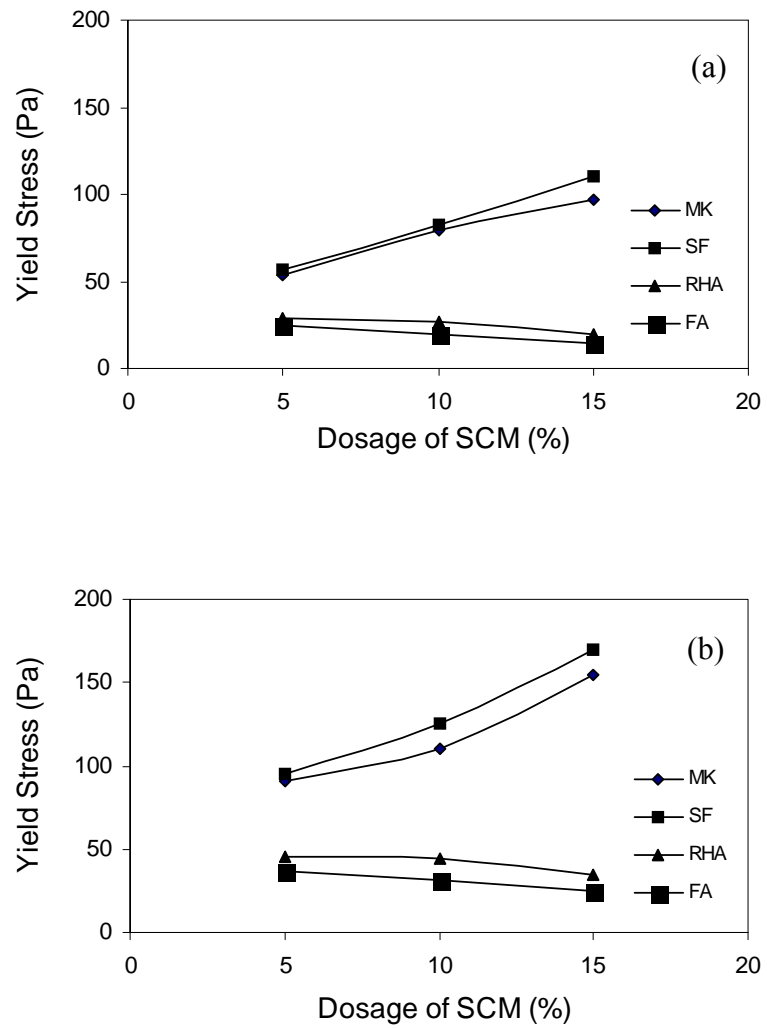 200
(a)
150
Yield Stress (Pa)
100
MK
SF
50
RHA
FA
0
0 5 10 15 20
Dosage of SCM (%)
200
(b)
150
Yield Stress (Pa)
100
MK
SF
50
RHA
FA
0
0 5 10 15 20
Dosage of SCM (%)